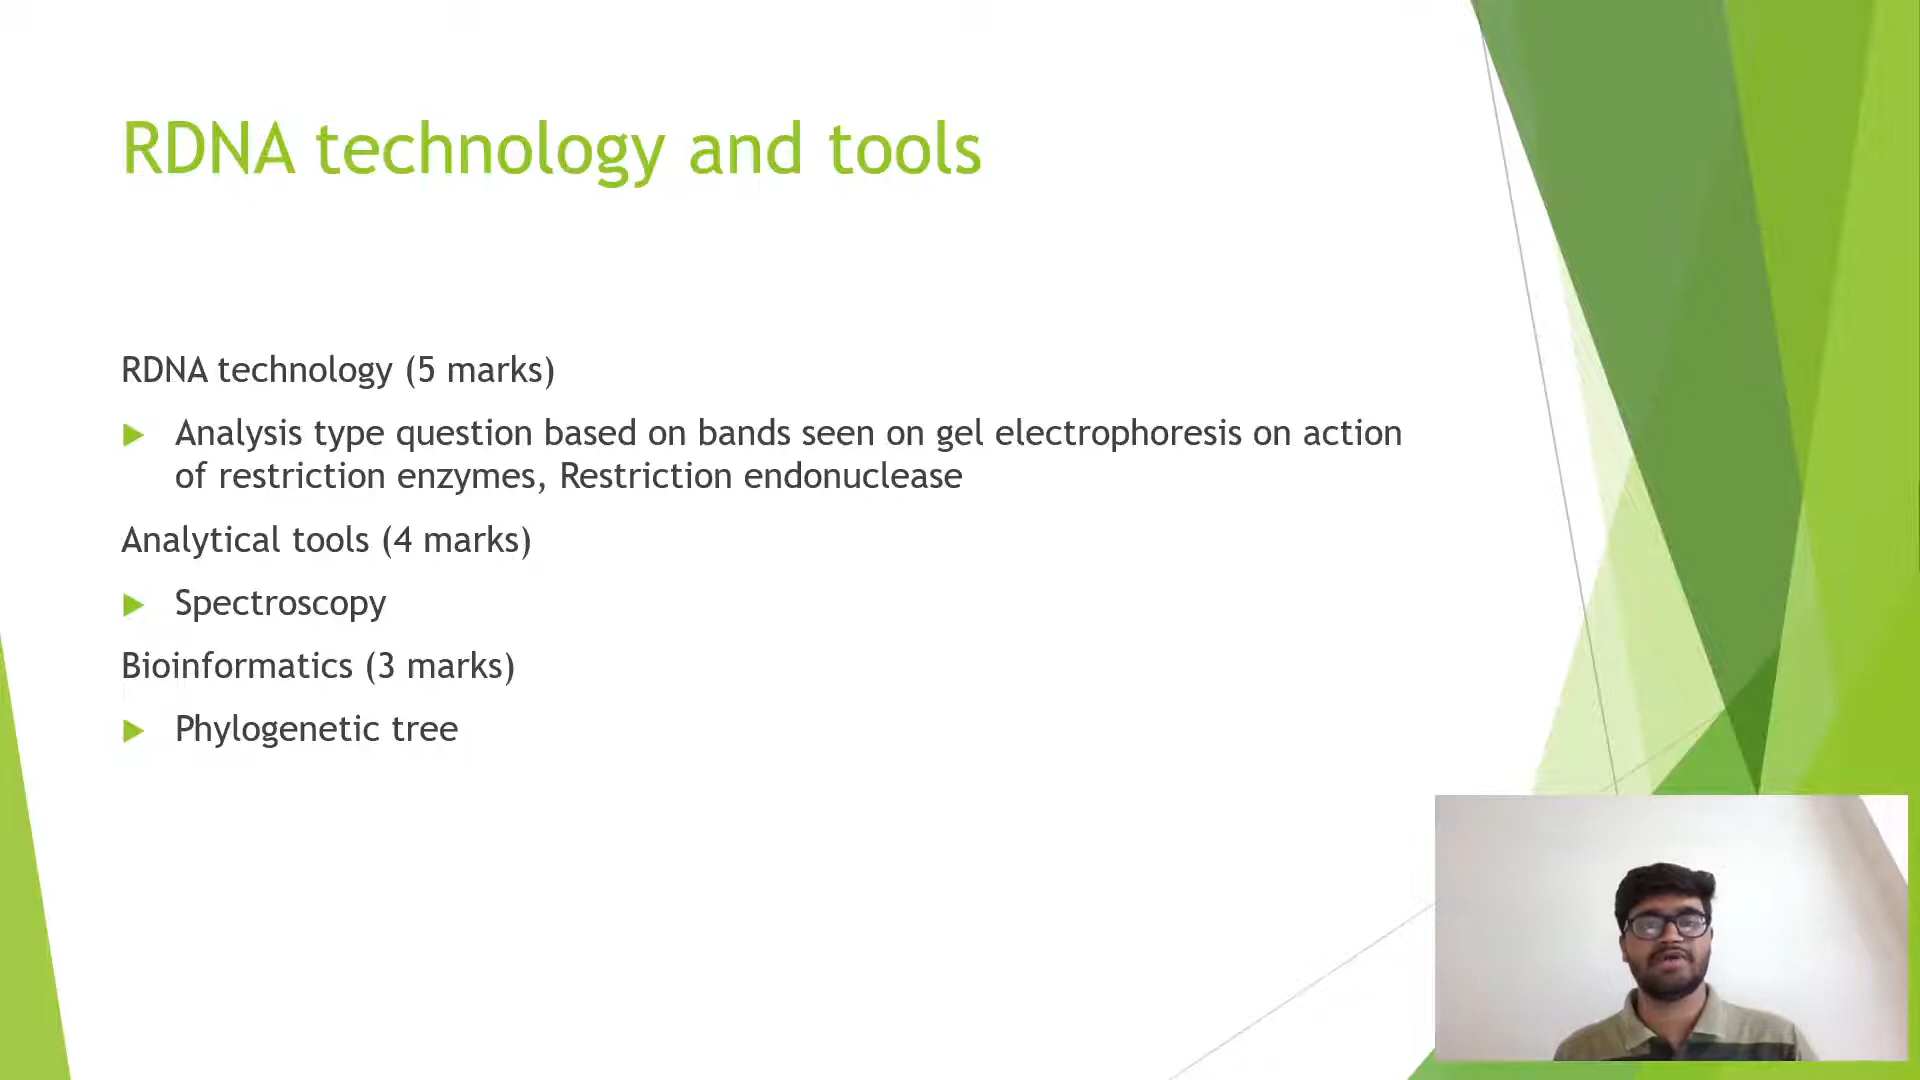 RDNA technology and tools
RDNA technology (5 marks)
Analysis type question based on bands seen on gel electrophoresis on action
of restriction enzymes, Restriction endonuclease
Analytical tools (4 marks)
Spectroscopy
Bioinformatics (3 marks)
Phylogenetic tree